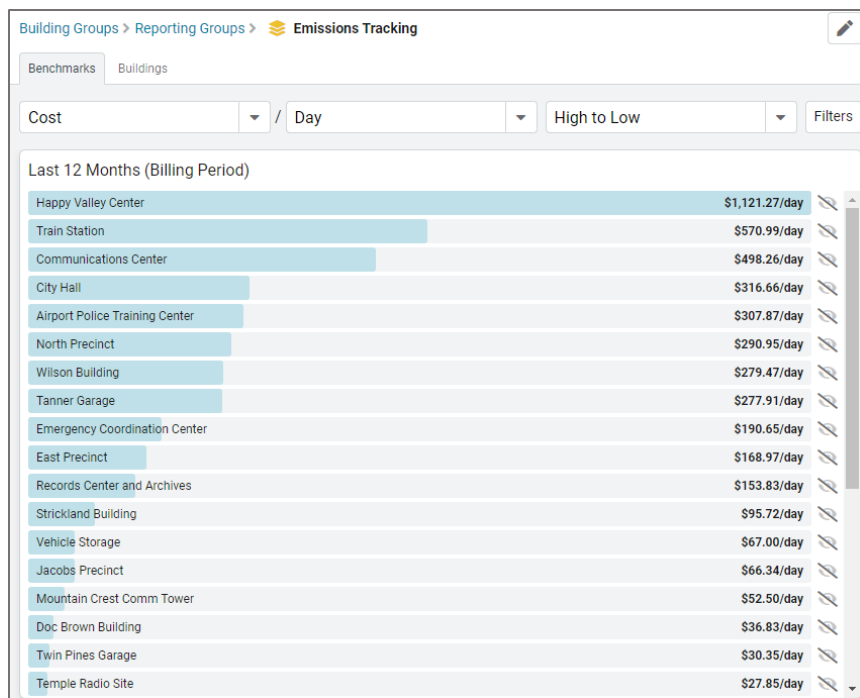 Building Groups > Reporting Groups > Emissions Tracking
Benchmarks Buildings
Cost / Day High to Low Filters
Last 12 Months (Billing Period)
Happy Valley Center $1,121.27/day
Train Station $570.99/day
Communications Center $498.26/day
City Hall $316.66/day
Airport Police Training Center $307.87/day
North Precinct $290.95/day
Wilson Building $279.47/day
Tanner Garage $277.91/day
Emergency Coordination Center $190.65/day
East Precinct $168.97/day
Records Center and Archives $153.83/day
Strickland Building $95.72/day
Vehicle Storage $67.00/day
Jacobs Precinct $66.34/day
Mountain Crest Comm Tower $52.50/day
Doc Brown Building $36.83/day
Twin Pines Garage $30.35/day
Temple Radio Site $27.85/day